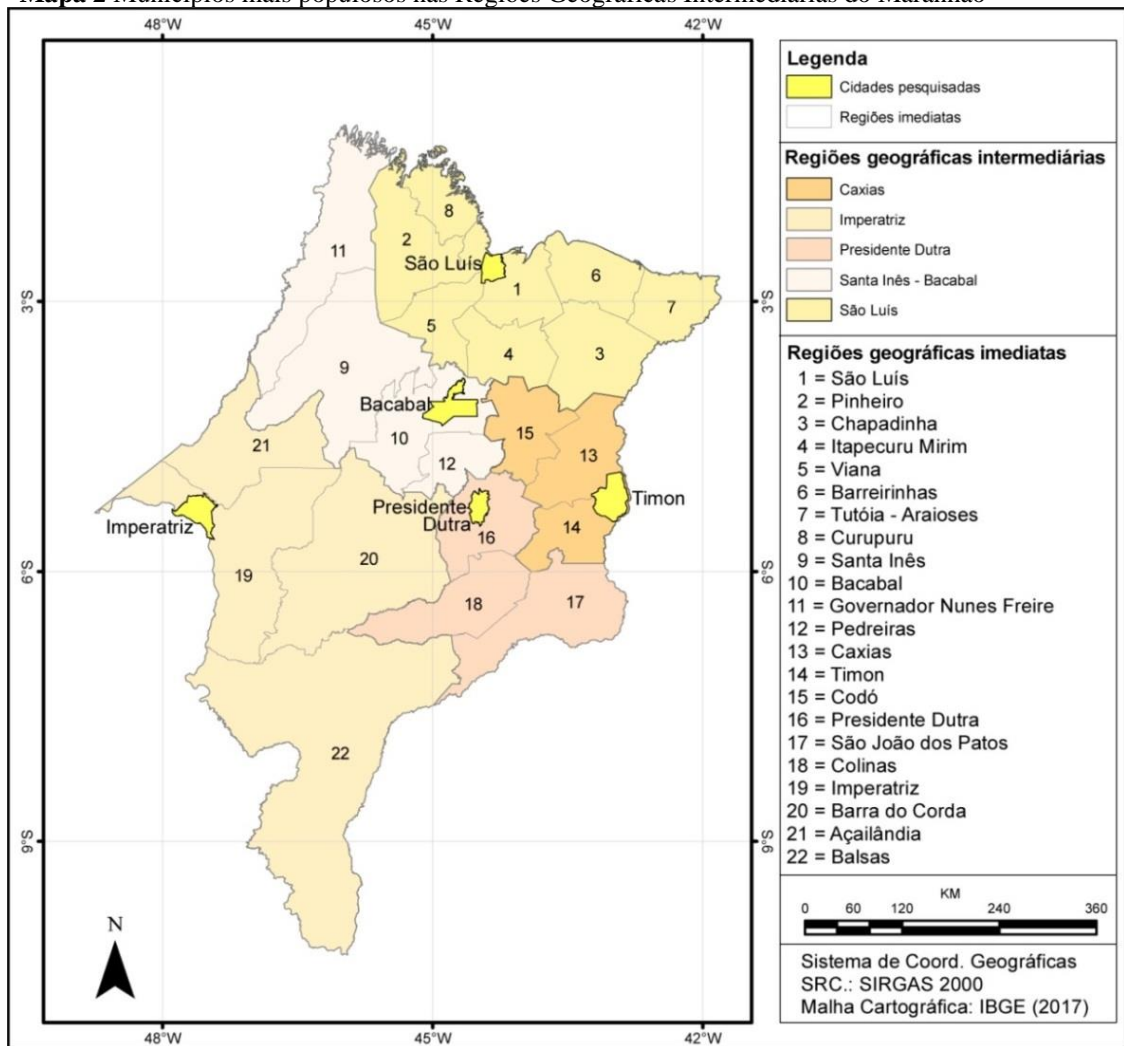 Mapa 2 Municípios mais populosos nas Regiões Geográficas Intermediárias do Maranhão
48°W 45°W 42°W
3°S 3°S
6°S 6°S
9°S 9°S
48°W 45°W 42°W
8
11
2
São Luís
1
6
7
5
4
3
9
Bacabal
15
10
13
21
12
Timon
Presidente
Dutra
Imperatriz
16
14
20
19
18
17
22
N
Legenda
Cidades pesquisadas
Regiões imediatas
Regiões geográficas intermediárias
Caxias
Imperatriz
Presidente Dutra
Santa Inês - Bacabal
São Luís
Regiões geográficas imediatas
1 = São Luís
2 = Pinheiro
3 = Chapadinha
4 = Itapecuru Mirim
5 = Viana
6 = Barreirinhas
7 = Tutóia - Araioses
8 = Curupuru
9 = Santa Inês
10 = Bacabal
11 = Governador Nunes Freire
12 = Pedreiras
13 = Caxias
14 = Timon
15 = Codó
16 = Presidente Dutra
17 = São João dos Patos
18 = Colinas
19 = Imperatriz
20 = Barra do Corda
21 = Açailândia
22 = Balsas
KM
0 60 120 240 360
Sistema de Coord. Geográficas
SRC.: SIRGAS 2000
Malha Cartográfica: IBGE (2017)